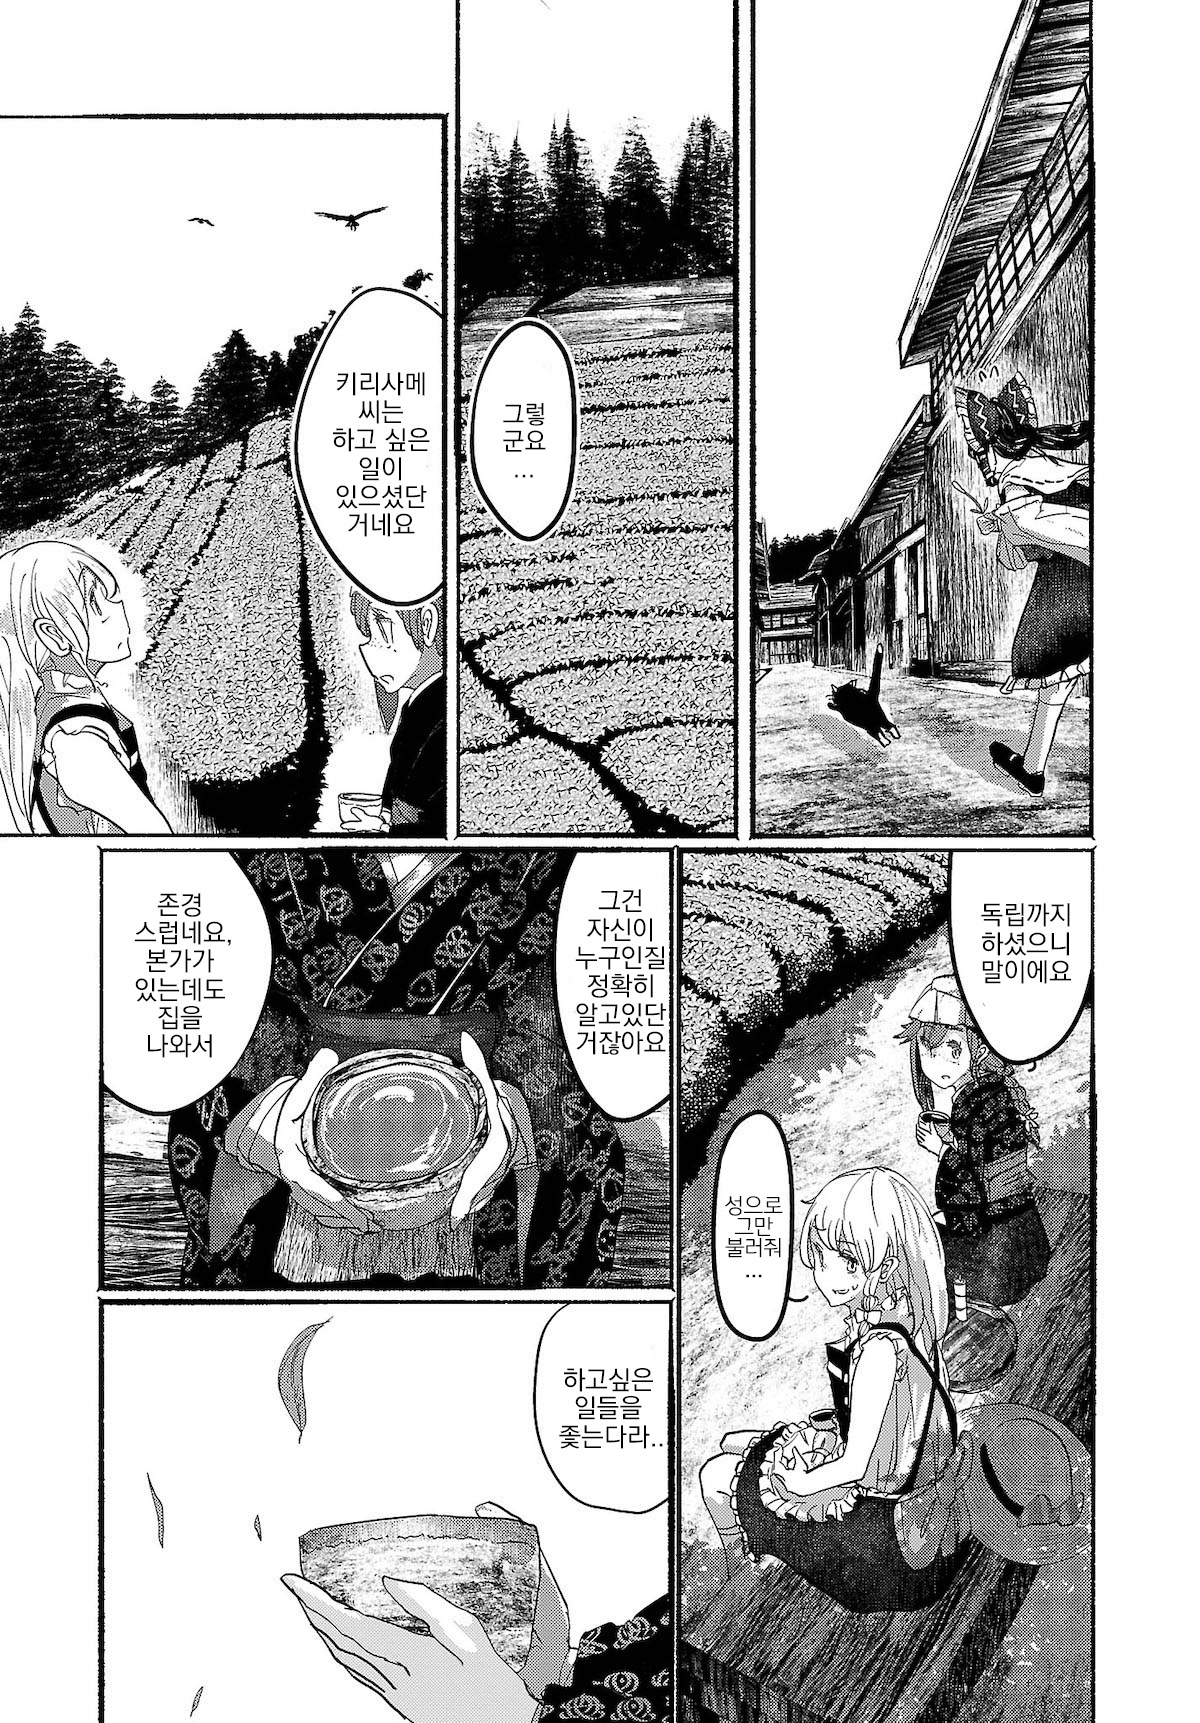 그렇
군요
...
키리사메
씨는
하고 싶은
일이
있으셨단
거네요
독립까지
하셨으니
말이에요
성으로
그만
불러줘
...
그건
자신이
누구인질
정확히
알고있단
거잖아요
존경
스럽네요,
본가가
있는데도
집을
나와서
하고싶은
일들을
좇는다라..